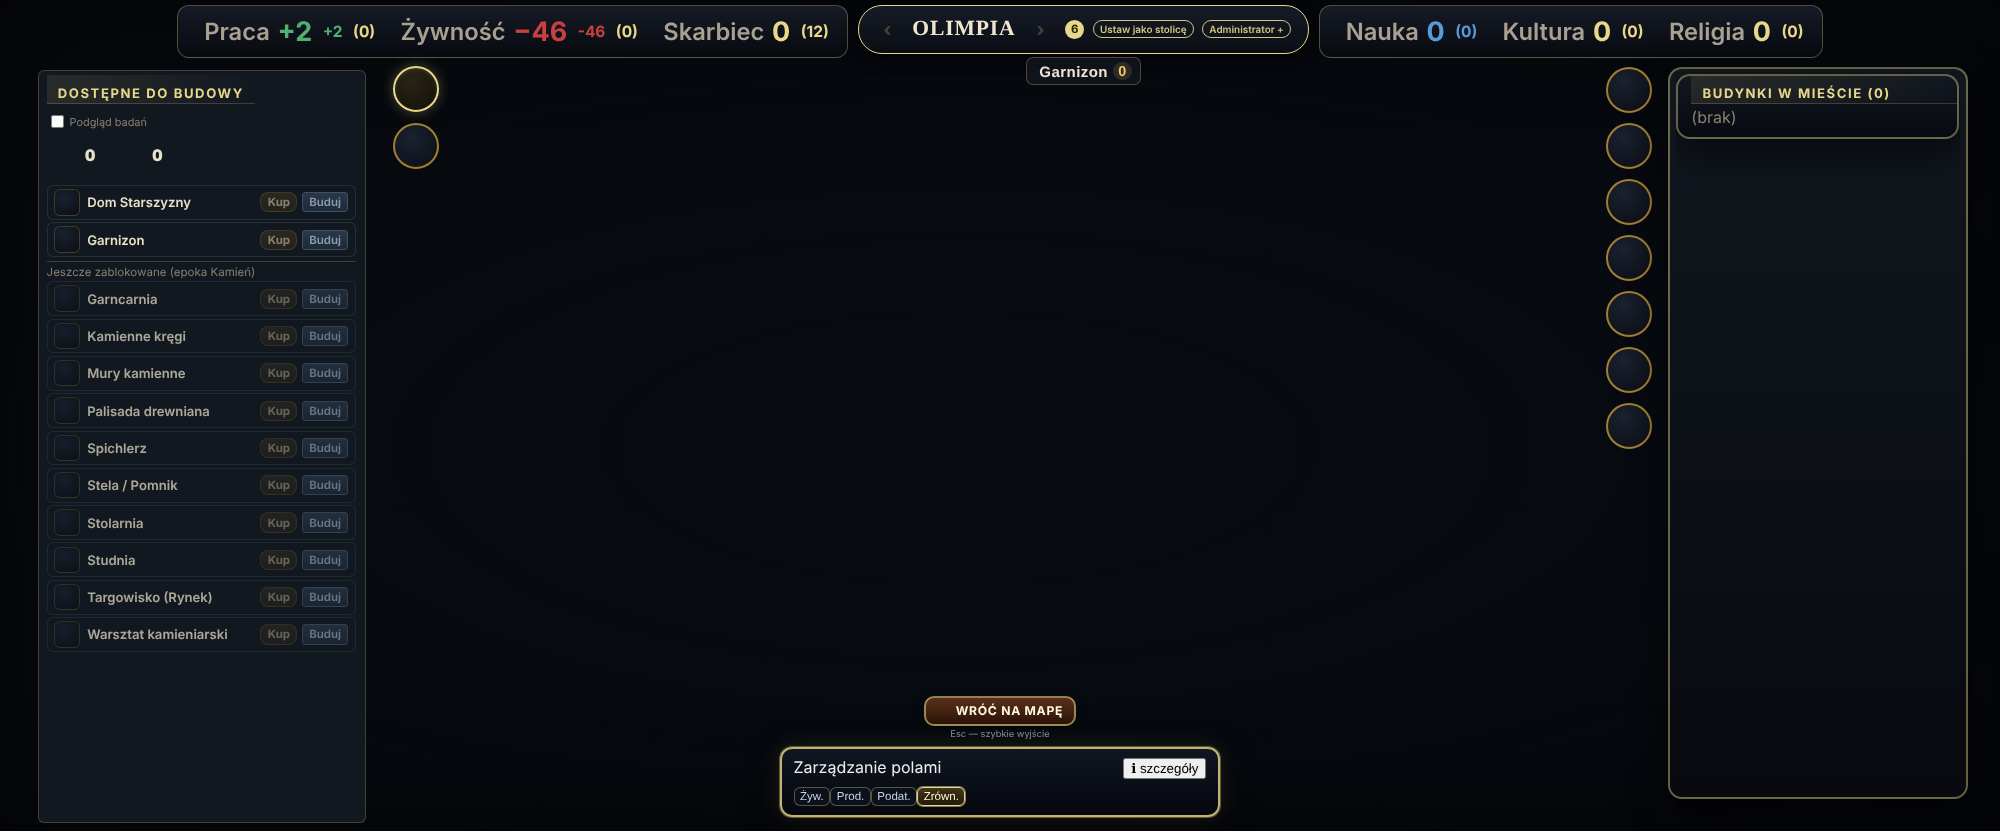 Praca +2 +2 (0) Żywność −46 -46 (0) Skarbiec 0 (12)
‹ OLIMPIA › 6 Ustaw jako stolicę Administrator +
Nauka 0 (0) Kultura 0 (0) Religia 0 (0)
Garnizon 0
DOSTĘPNE DO BUDOWY
Podgląd badań
0 0
Dom Starszyzny Kup Buduj
Garnizon Kup Buduj
Jeszcze zablokowane (epoka Kamień)
Garncarnia Kup Buduj
Kamienne kręgi Kup Buduj
Mury kamienne Kup Buduj
Palisada drewniana Kup Buduj
Spichlerz Kup Buduj
Stela / Pomnik Kup Buduj
Stolarnia Kup Buduj
Studnia Kup Buduj
Targowisko (Rynek) Kup Buduj
Warsztat kamieniarski Kup Buduj
BUDYNKI W MIEŚCIE (0)
(brak)
WRÓĆ NA MAPĘ
Esc — szybkie wyjście
Zarządzanie polami ℹ szczegóły
Żyw. Prod. Podat. Zrówn.